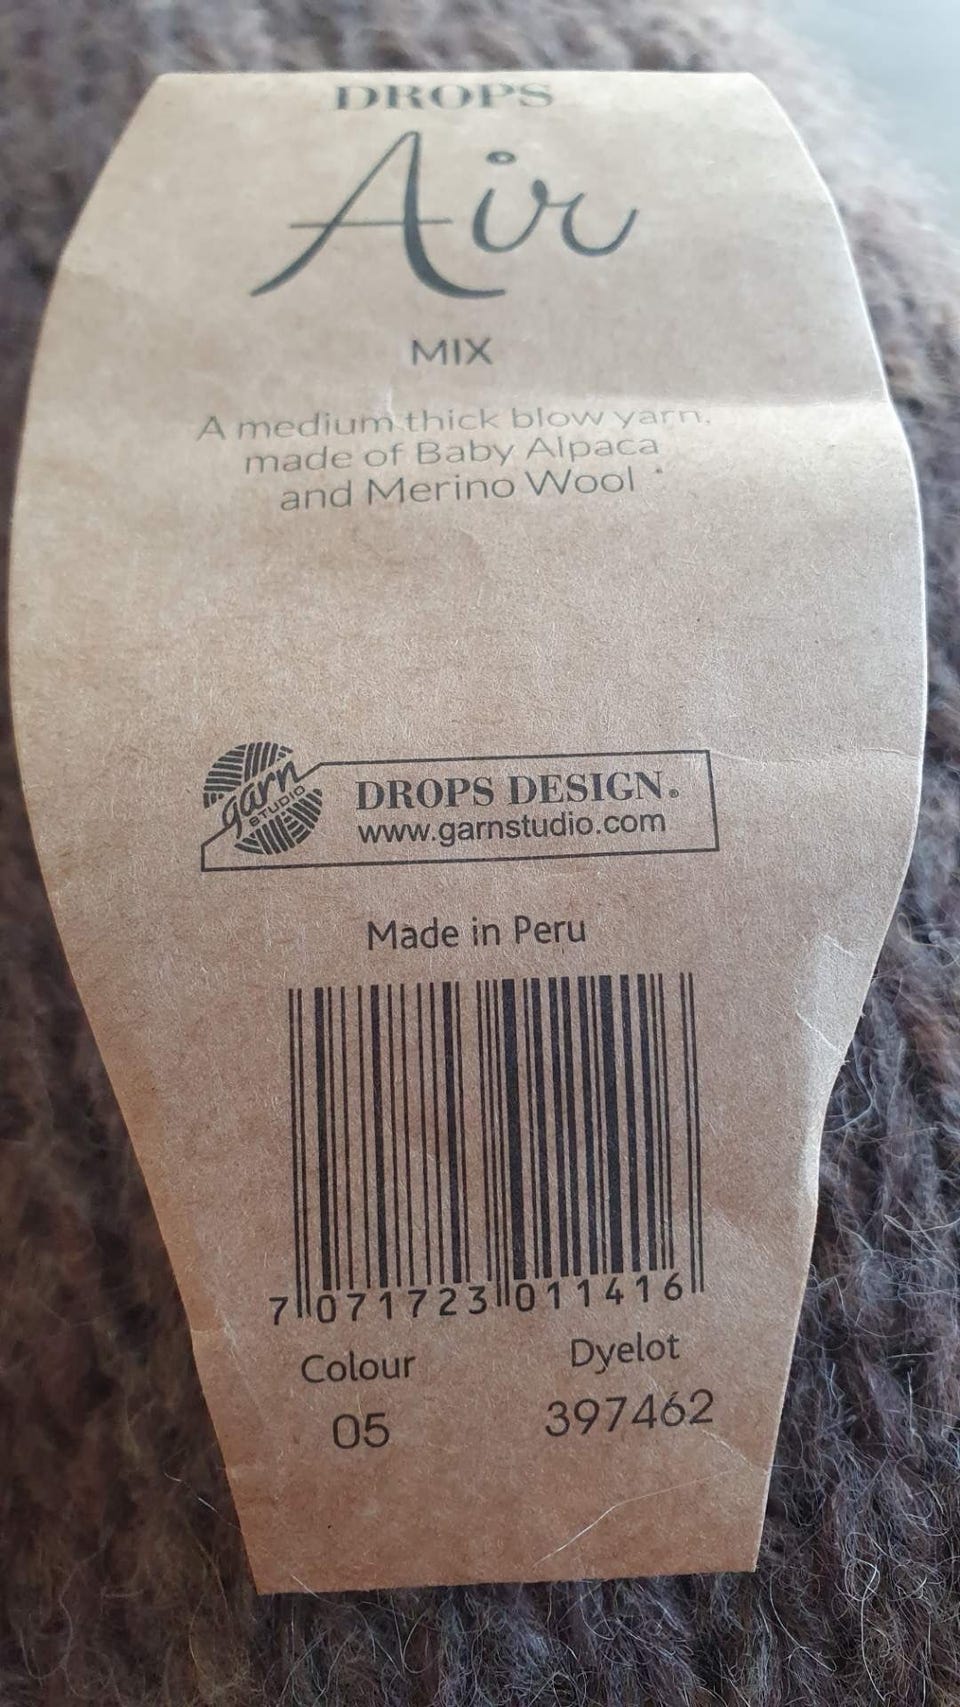 DROPS
Air
MIX
A medium thick blow yarn,
made of Baby Alpaca
and Merino Wool
garn
STUDIO
DROPS DESIGN®
www.garnstudio.com
Made in Peru
7 071723 011416
Colour Dyelot
05 397462